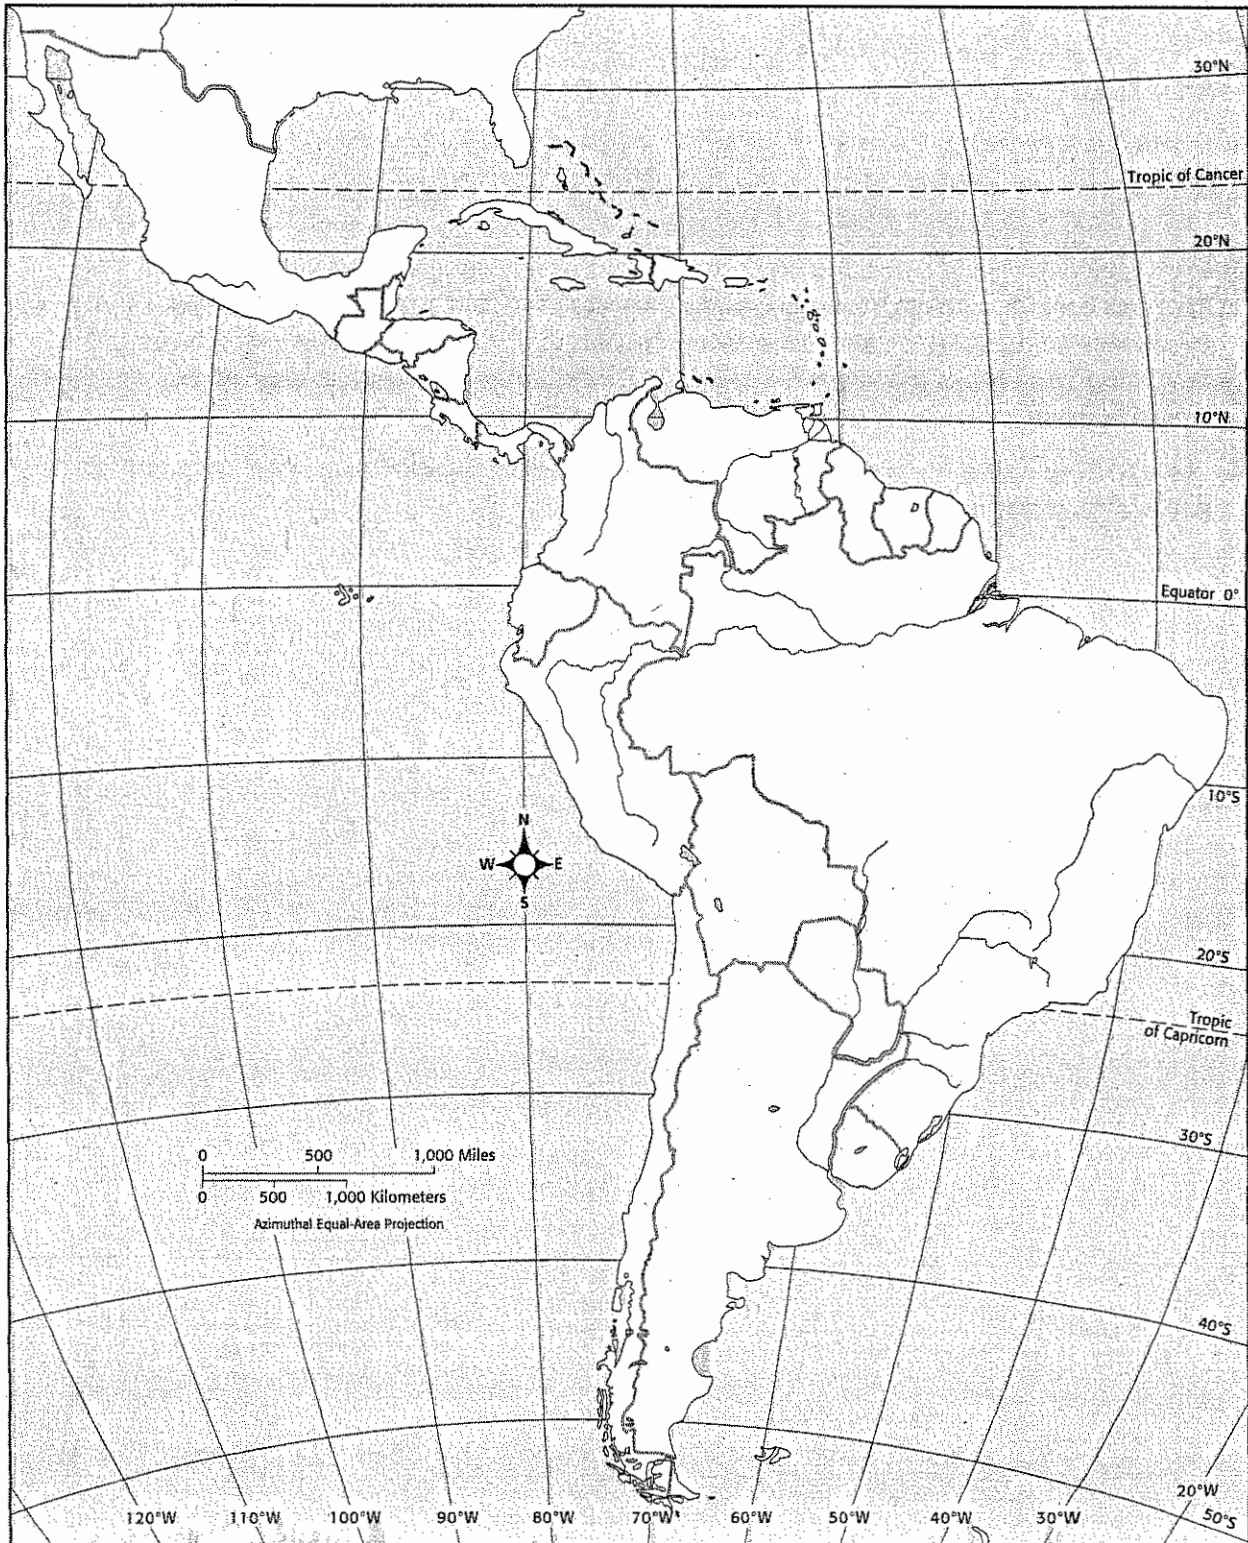 30°N
Tropic of Cancer
20°N
10°N
Equator 0°
10°S
N
W E
S
20°S
Tropic
of Capricorn
30°S
0 500 1,000 Miles
0 500 1,000 Kilometers
Azimuthal Equal-Area Projection
40°S
20°W
50°S
120°W 110°W 100°W 90°W 80°W 70°W 60°W 50°W 40°W 30°W